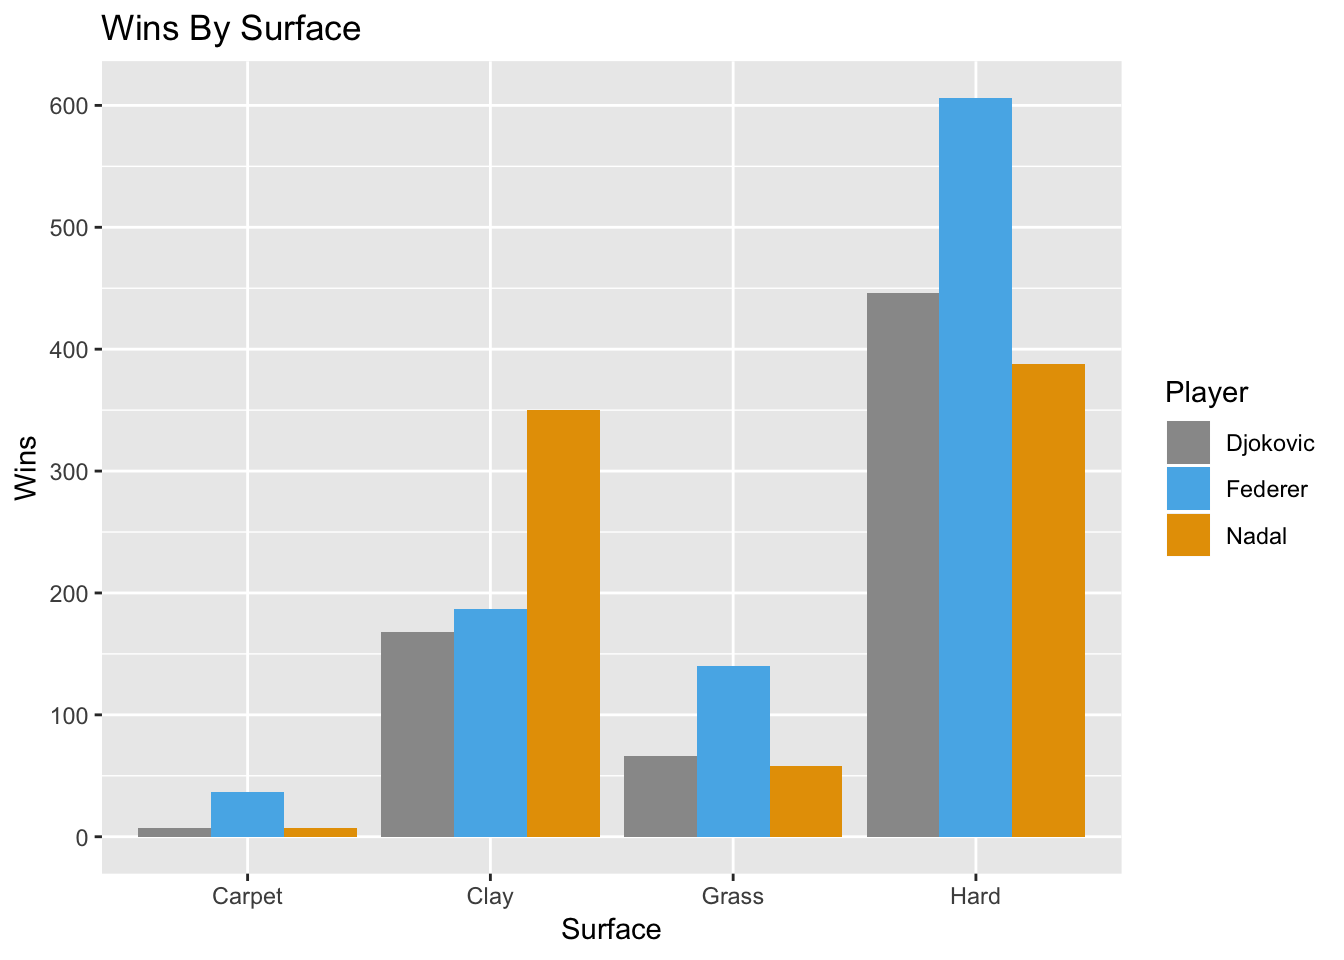 Wins By Surface
600
500
400
300
200
100
0
Wins
Carpet Clay Grass Hard
Surface
Player
Djokovic
Federer
Nadal